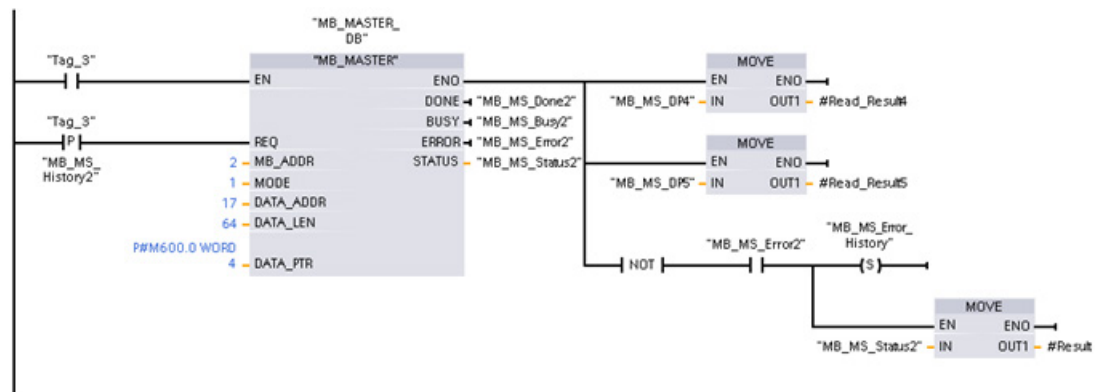 "MB_MASTER_
DB"
"Tag_3"
"MB_MASTER"
MOVE
EN
ENO
EN
ENO
DONE
"MB_MS_Done2"
"MB_MS_DP4"
IN
OUT1
#Read_Result4
BUSY
"MB_MS_Busy2"
"Tag_3"
P
REQ
ERROR
"MB_MS_Error2"
MOVE
"MB_MS_
History2"
2
MB_ADDR
STATUS
"MB_MS_Status2"
EN
ENO
1
MODE
"MB_MS_DP5"
IN
OUT1
#Read_Result5
17
DATA_ADDR
64
DATA_LEN
"MB_MS_Error_
History"
P#M600.0 WORD
4
DATA_PTR
"MB_MS_Error2"
NOT
S
MOVE
EN
ENO
"MB_MS_Status2"
IN
OUT1
#Result